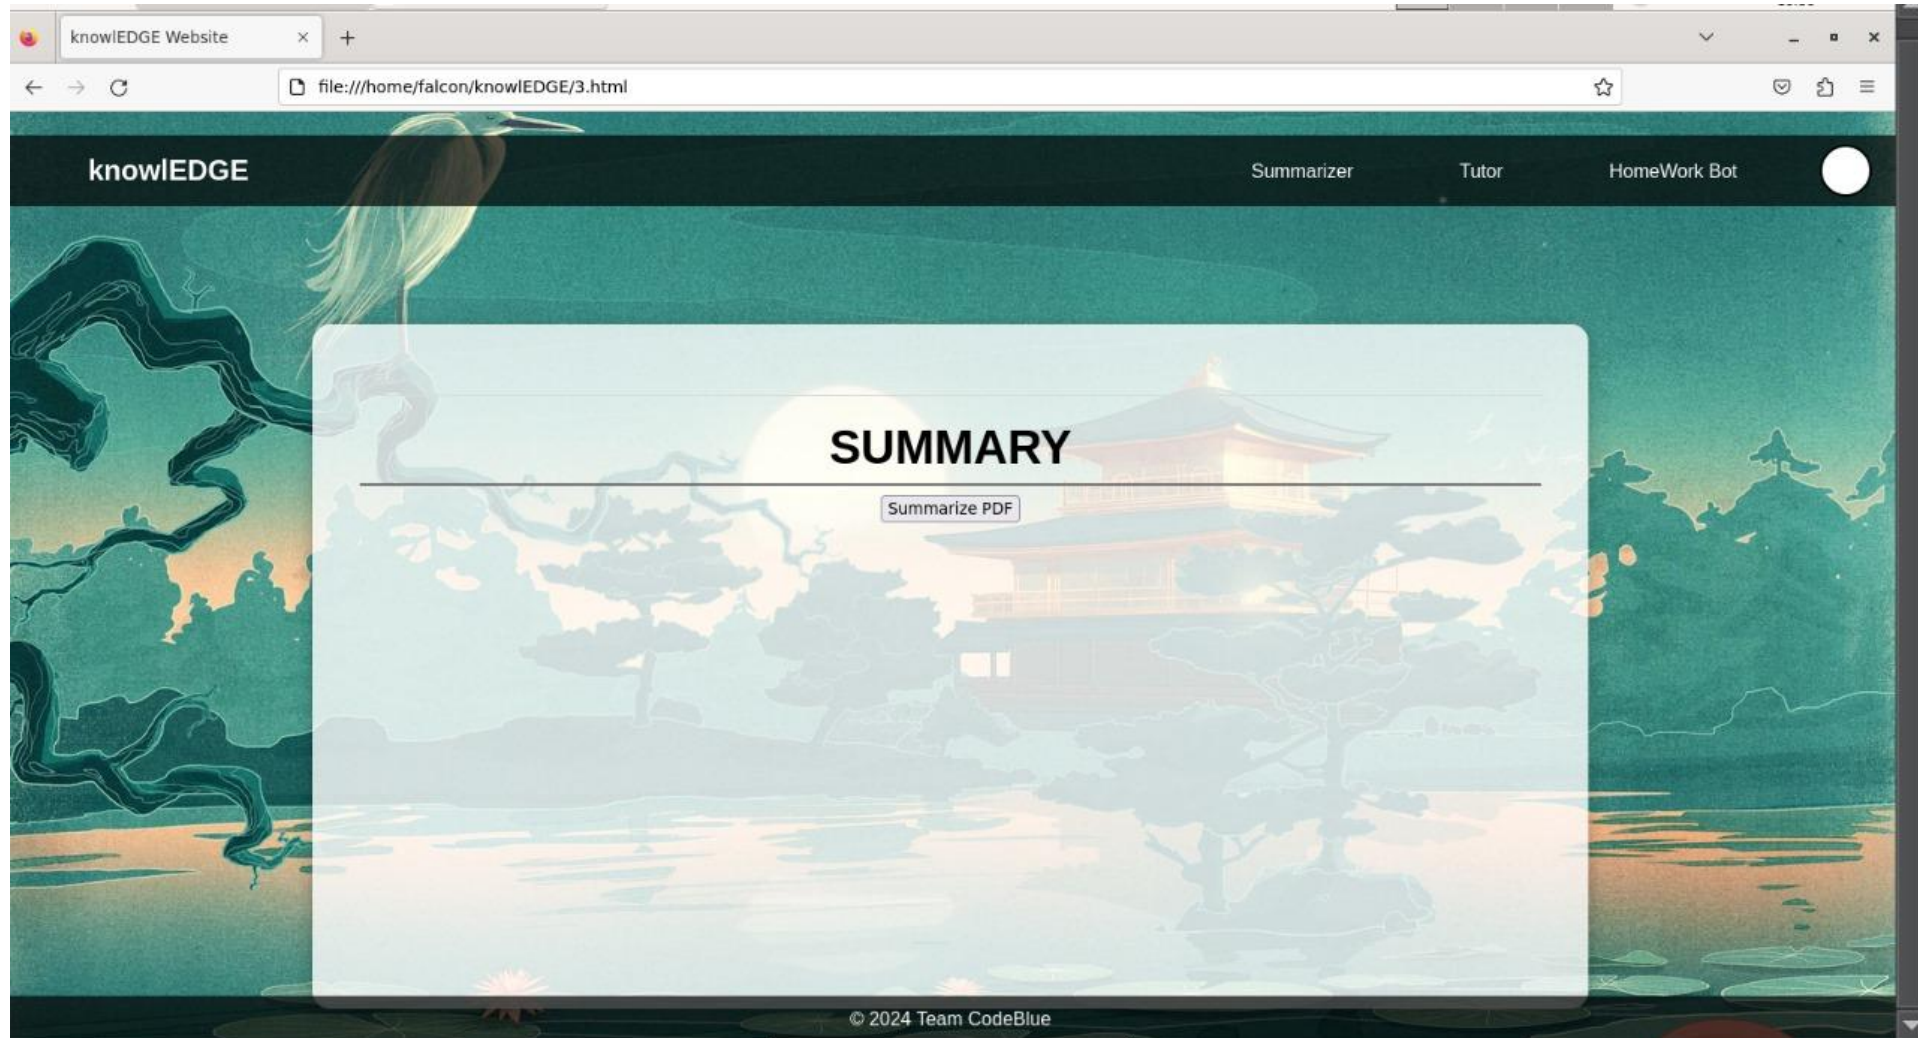 knowlEDGE Website
file:///home/falcon/knowlEDGE/3.html
knowlEDGE
Summarizer
Tutor
HomeWork Bot
SUMMARY
Summarize PDF
© 2024 Team CodeBlue